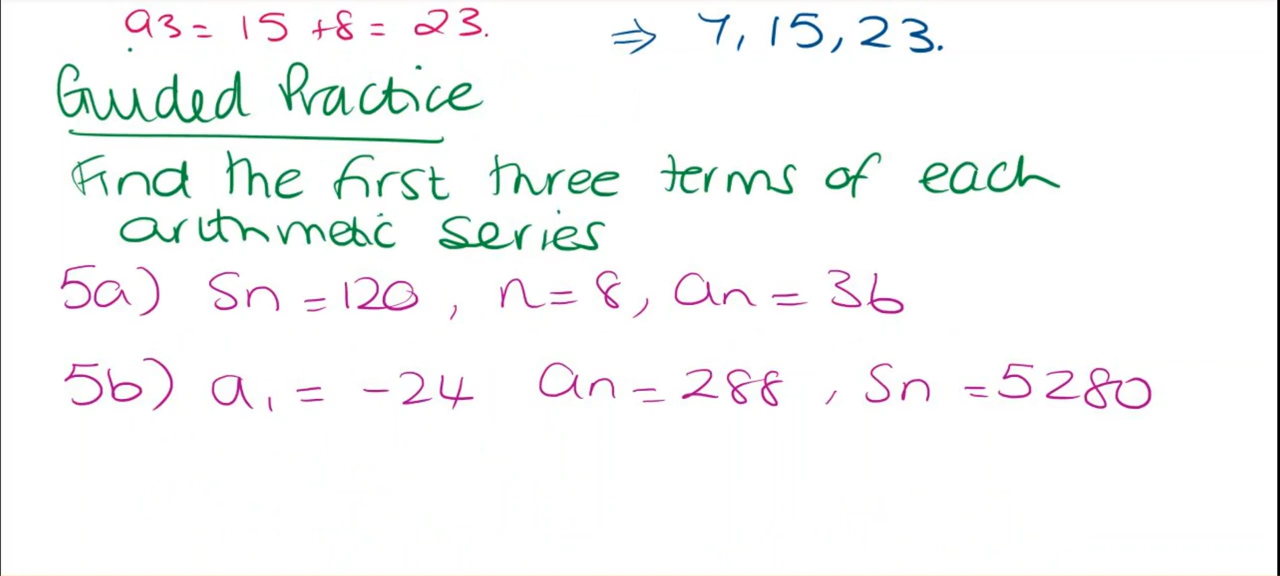 a3 = 15 +8 = 23. ⇒ 7, 15, 23.
Guided Practice
Find the first three terms of each
arithmetic series
5a) Sn = 120, n = 8, an = 36
5b) a₁ = -24 an = 288, Sn = 5280